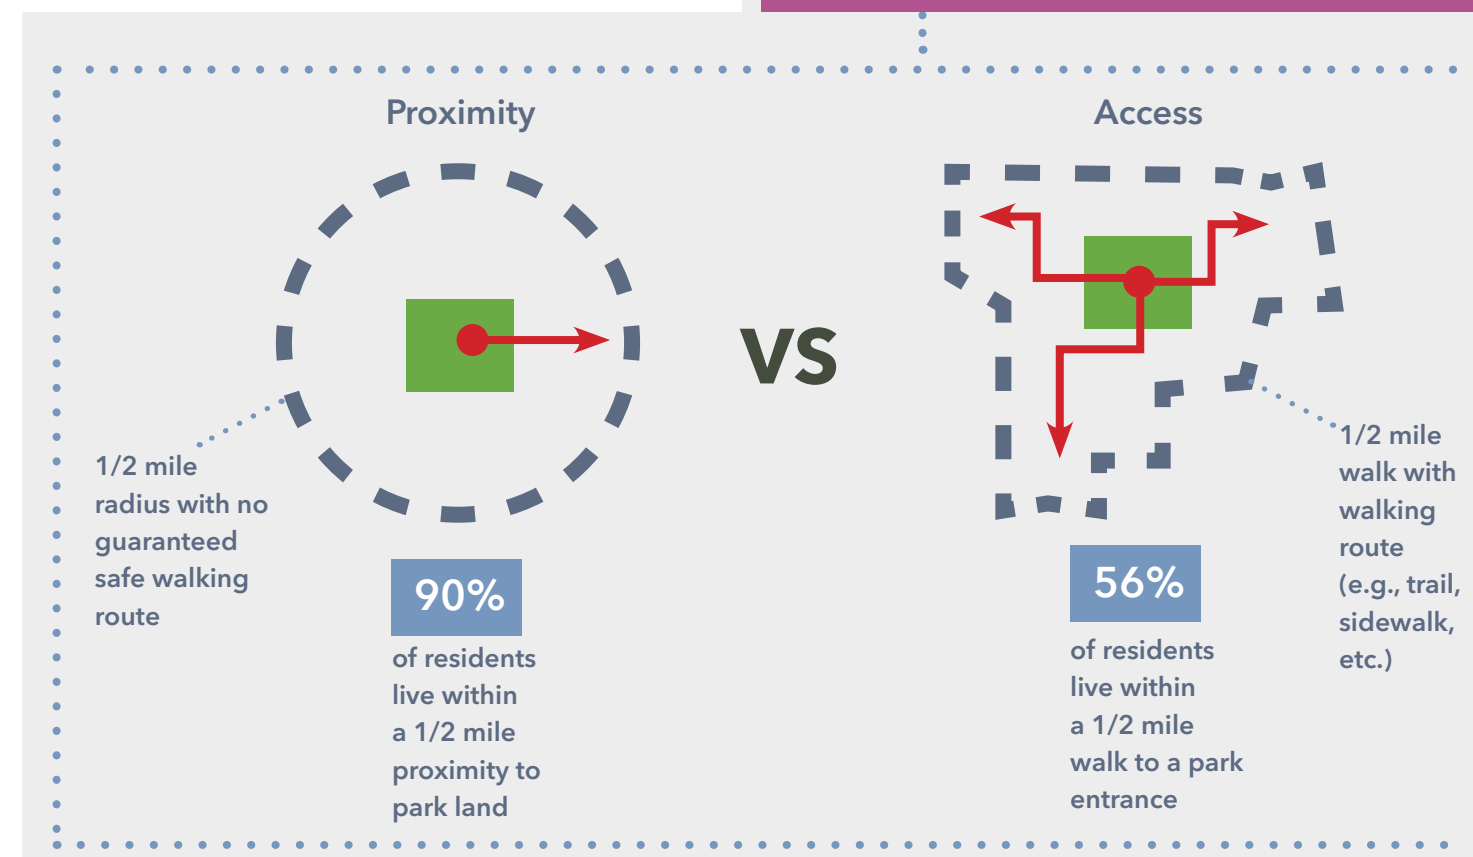 Proximity
1/2 mile
radius with no
guaranteed
safe walking
route
90%
of residents
live within
a 1/2 mile
proximity to
park land
VS
Access
56%
of residents
live within
a 1/2 mile
walk to a park
entrance
1/2 mile
walk with
walking
route
(e.g., trail,
sidewalk,
etc.)